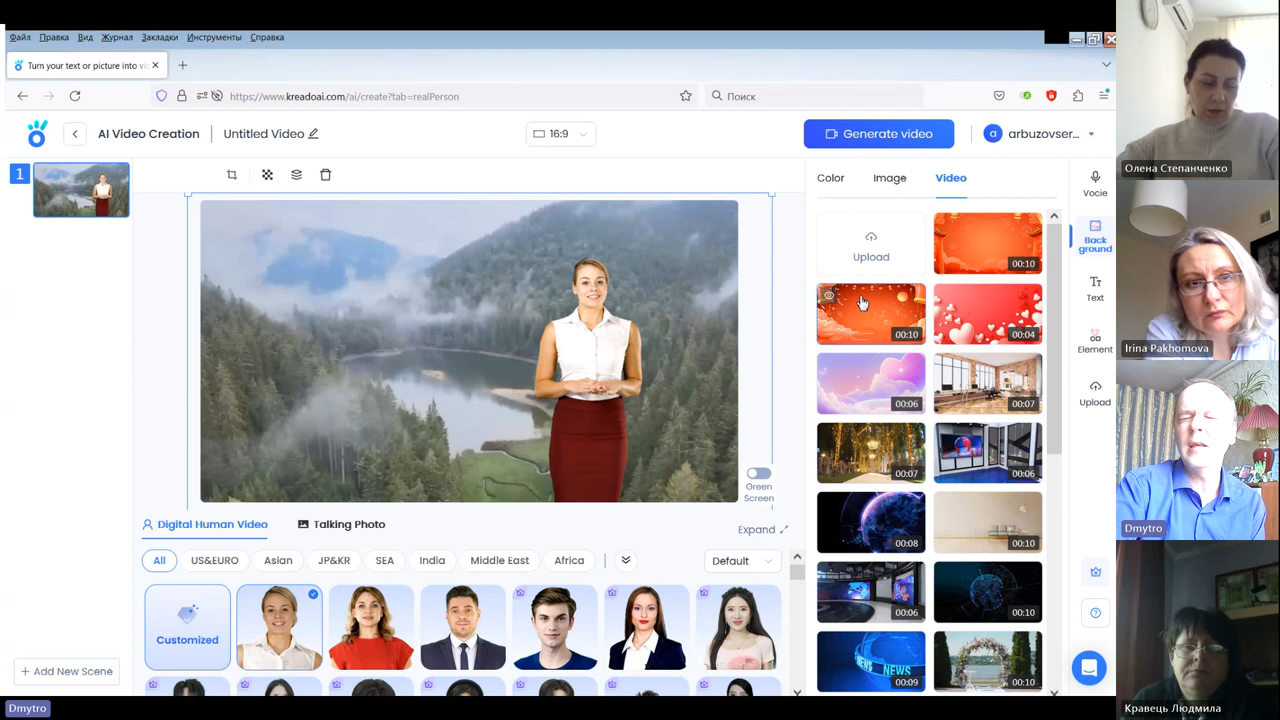 Файл Правка Вид Журнал Закладки Инструменты Справка
Turn your text or picture into vi
https://www.kreadoai.com/ai/create?tab=realPerson
Поиск
AI Video Creation
Untitled Video
16:9
Generate video
a arbuzovser...
1
Color Image Video
Upload
00:10
00:10
00:04
00:06
00:07
00:07
00:06
00:08
00:10
00:06
00:10
NEWS NEWS
00:09
00:10
Vocie
Back
ground
Text
Element
Upload
Green
Screen
Digital Human Video
Talking Photo
Expand
All US&EURO Asian JP&KR SEA India Middle East Africa
Default
Customized
+ Add New Scene
Dmytro
Олена Степанченко
Irina Pakhomova
Dmytro
Кравець Людмила